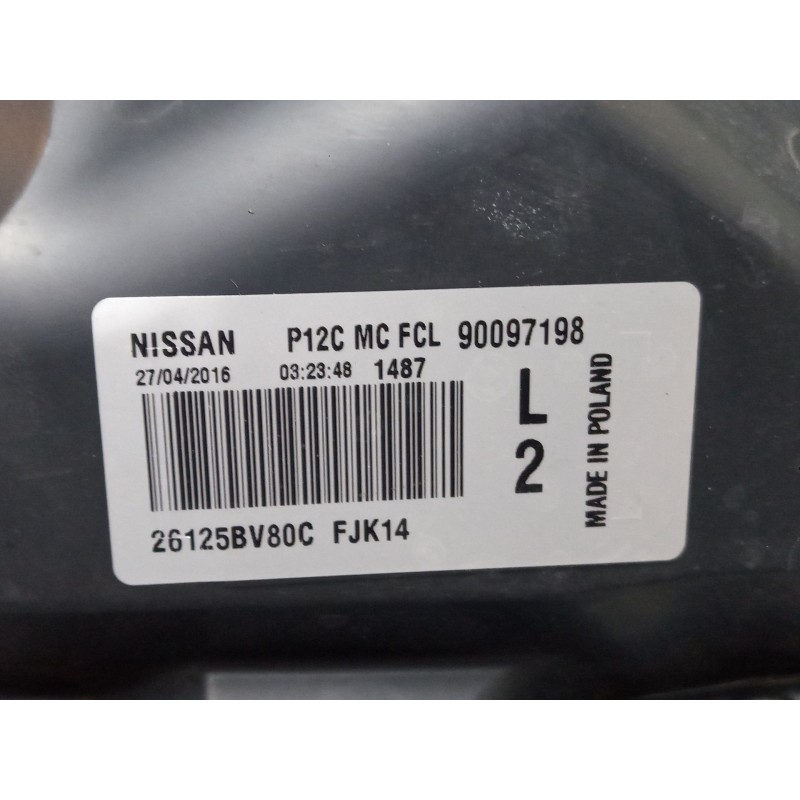 NISSAN P12C MC FCL 90097198
27/04/2016 03:23:48 1487
L
2
26125BV80C FJK14
MADE IN POLAND